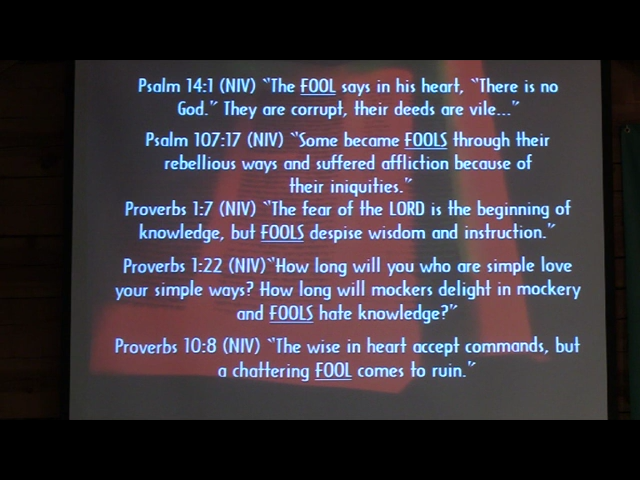 Psalm 14:1 (NIV) “The FOOL says in his heart, “There is no
God.” They are corrupt, their deeds are vile...”
Psalm 107:17 (NIV) “Some became FOOLS through their
rebellious ways and suffered affliction because of
their iniquities.”
Proverbs 1:7 (NIV) “The fear of the LORD is the beginning of
knowledge, but FOOLS despise wisdom and instruction.”
Proverbs 1:22 (NIV)“How long will you who are simple love
your simple ways? How long will mockers delight in mockery
and FOOLS hate knowledge?”
Proverbs 10:8 (NIV) “The wise in heart accept commands, but
a chattering FOOL comes to ruin.”